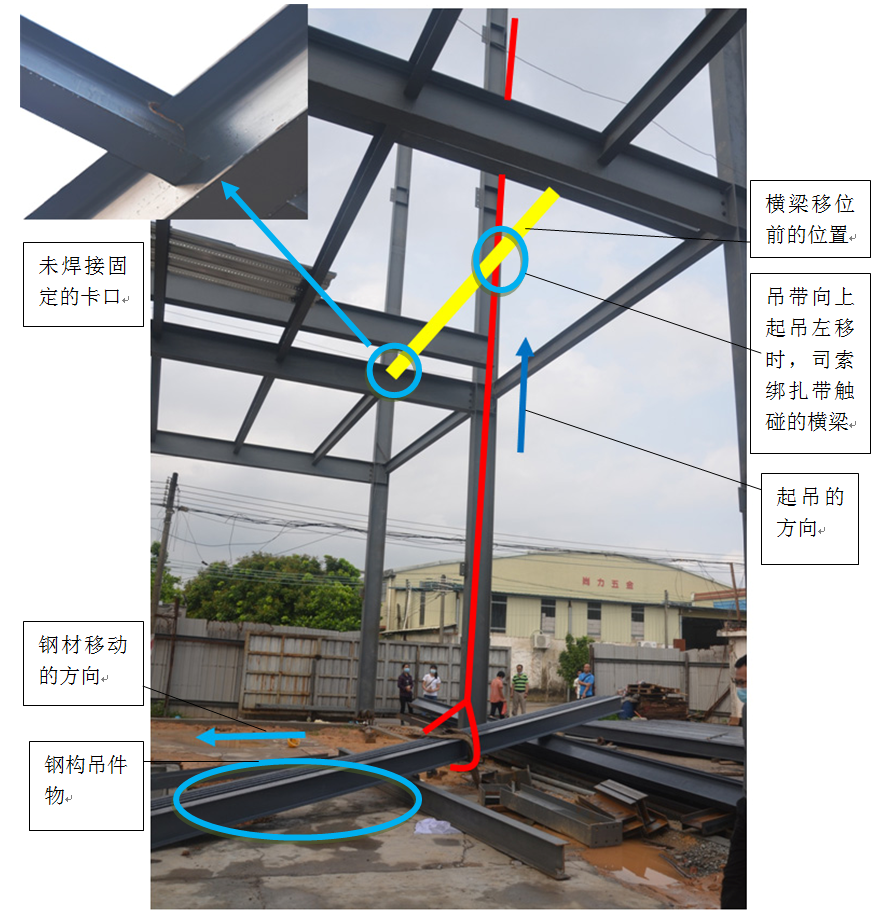 横梁移位
前的位置
未焊接固
定的卡口
吊带向上
起吊左移
时，司索
绑扎带触
碰的横梁
起吊的
方向
尚力五金
钢材移动
的方向
钢构吊件
物